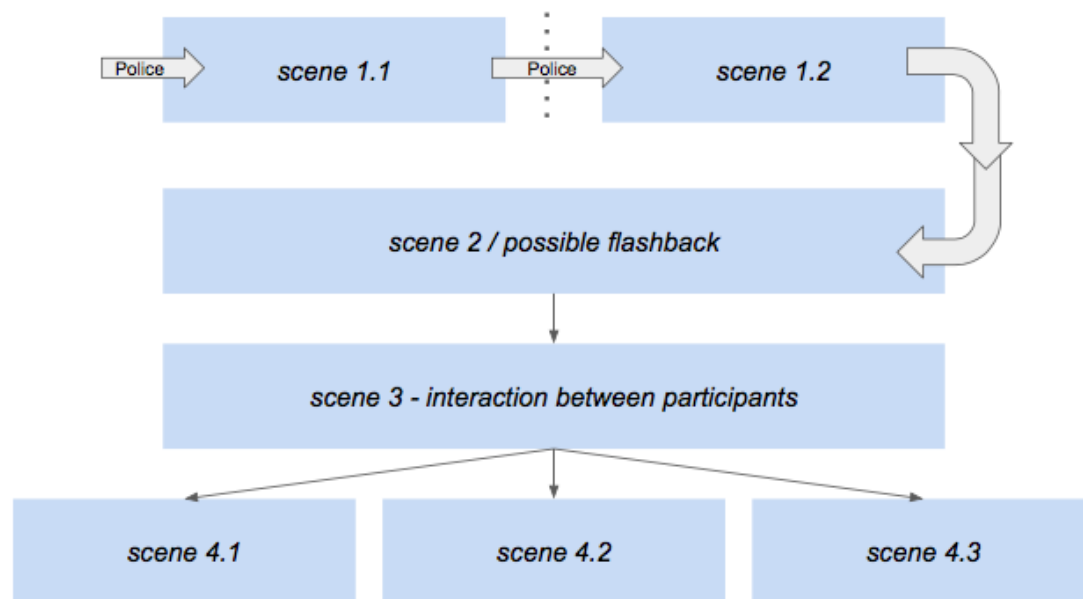 Police
scene 1.1
Police
scene 1.2
scene 2 / possible flashback
scene 3 - interaction between participants
scene 4.1
scene 4.2
scene 4.3